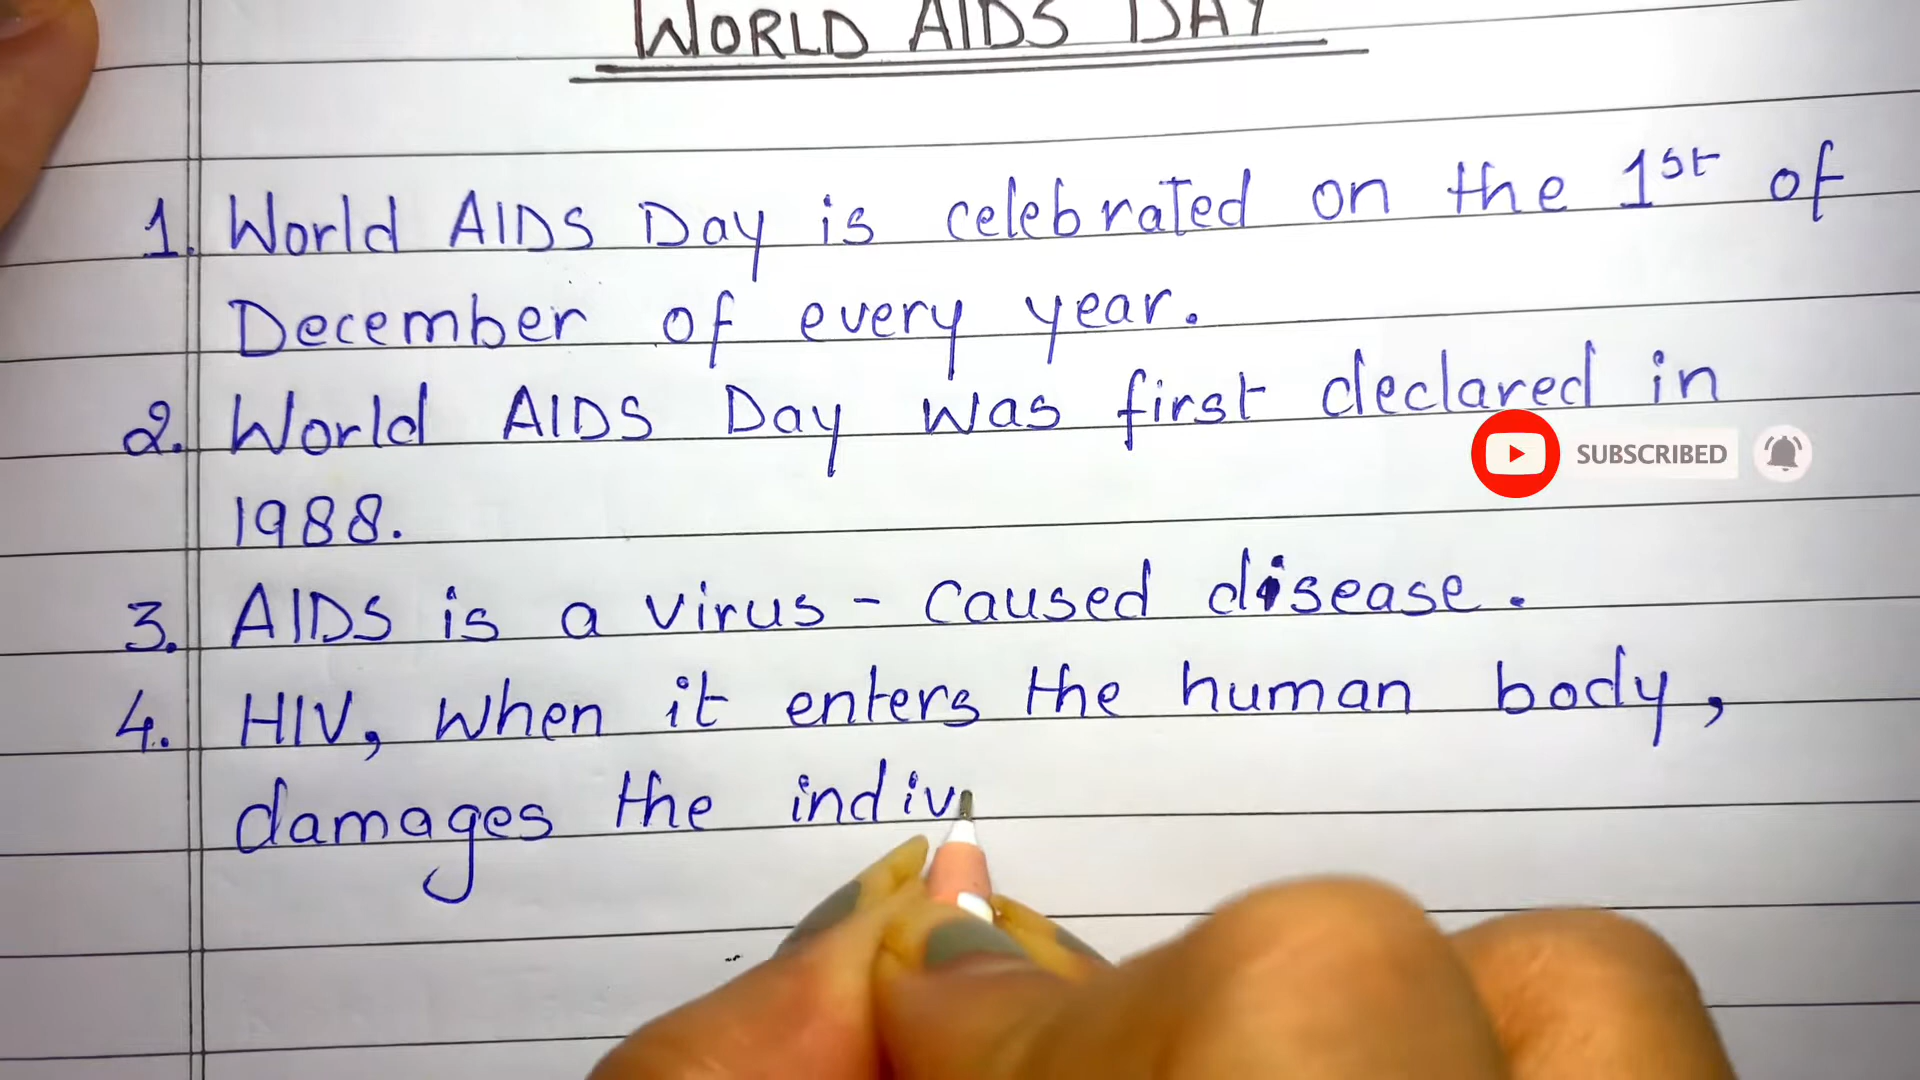 WORLD AIDS DAY
1. World AIDS Day is celebrated on the 1st of
December of every year.
2. World AIDS Day was first declared in
SUBSCRIBED
1988.
3. AIDS is a virus - caused disease.
4. HIV, when it enters the human body,
damages the indiv